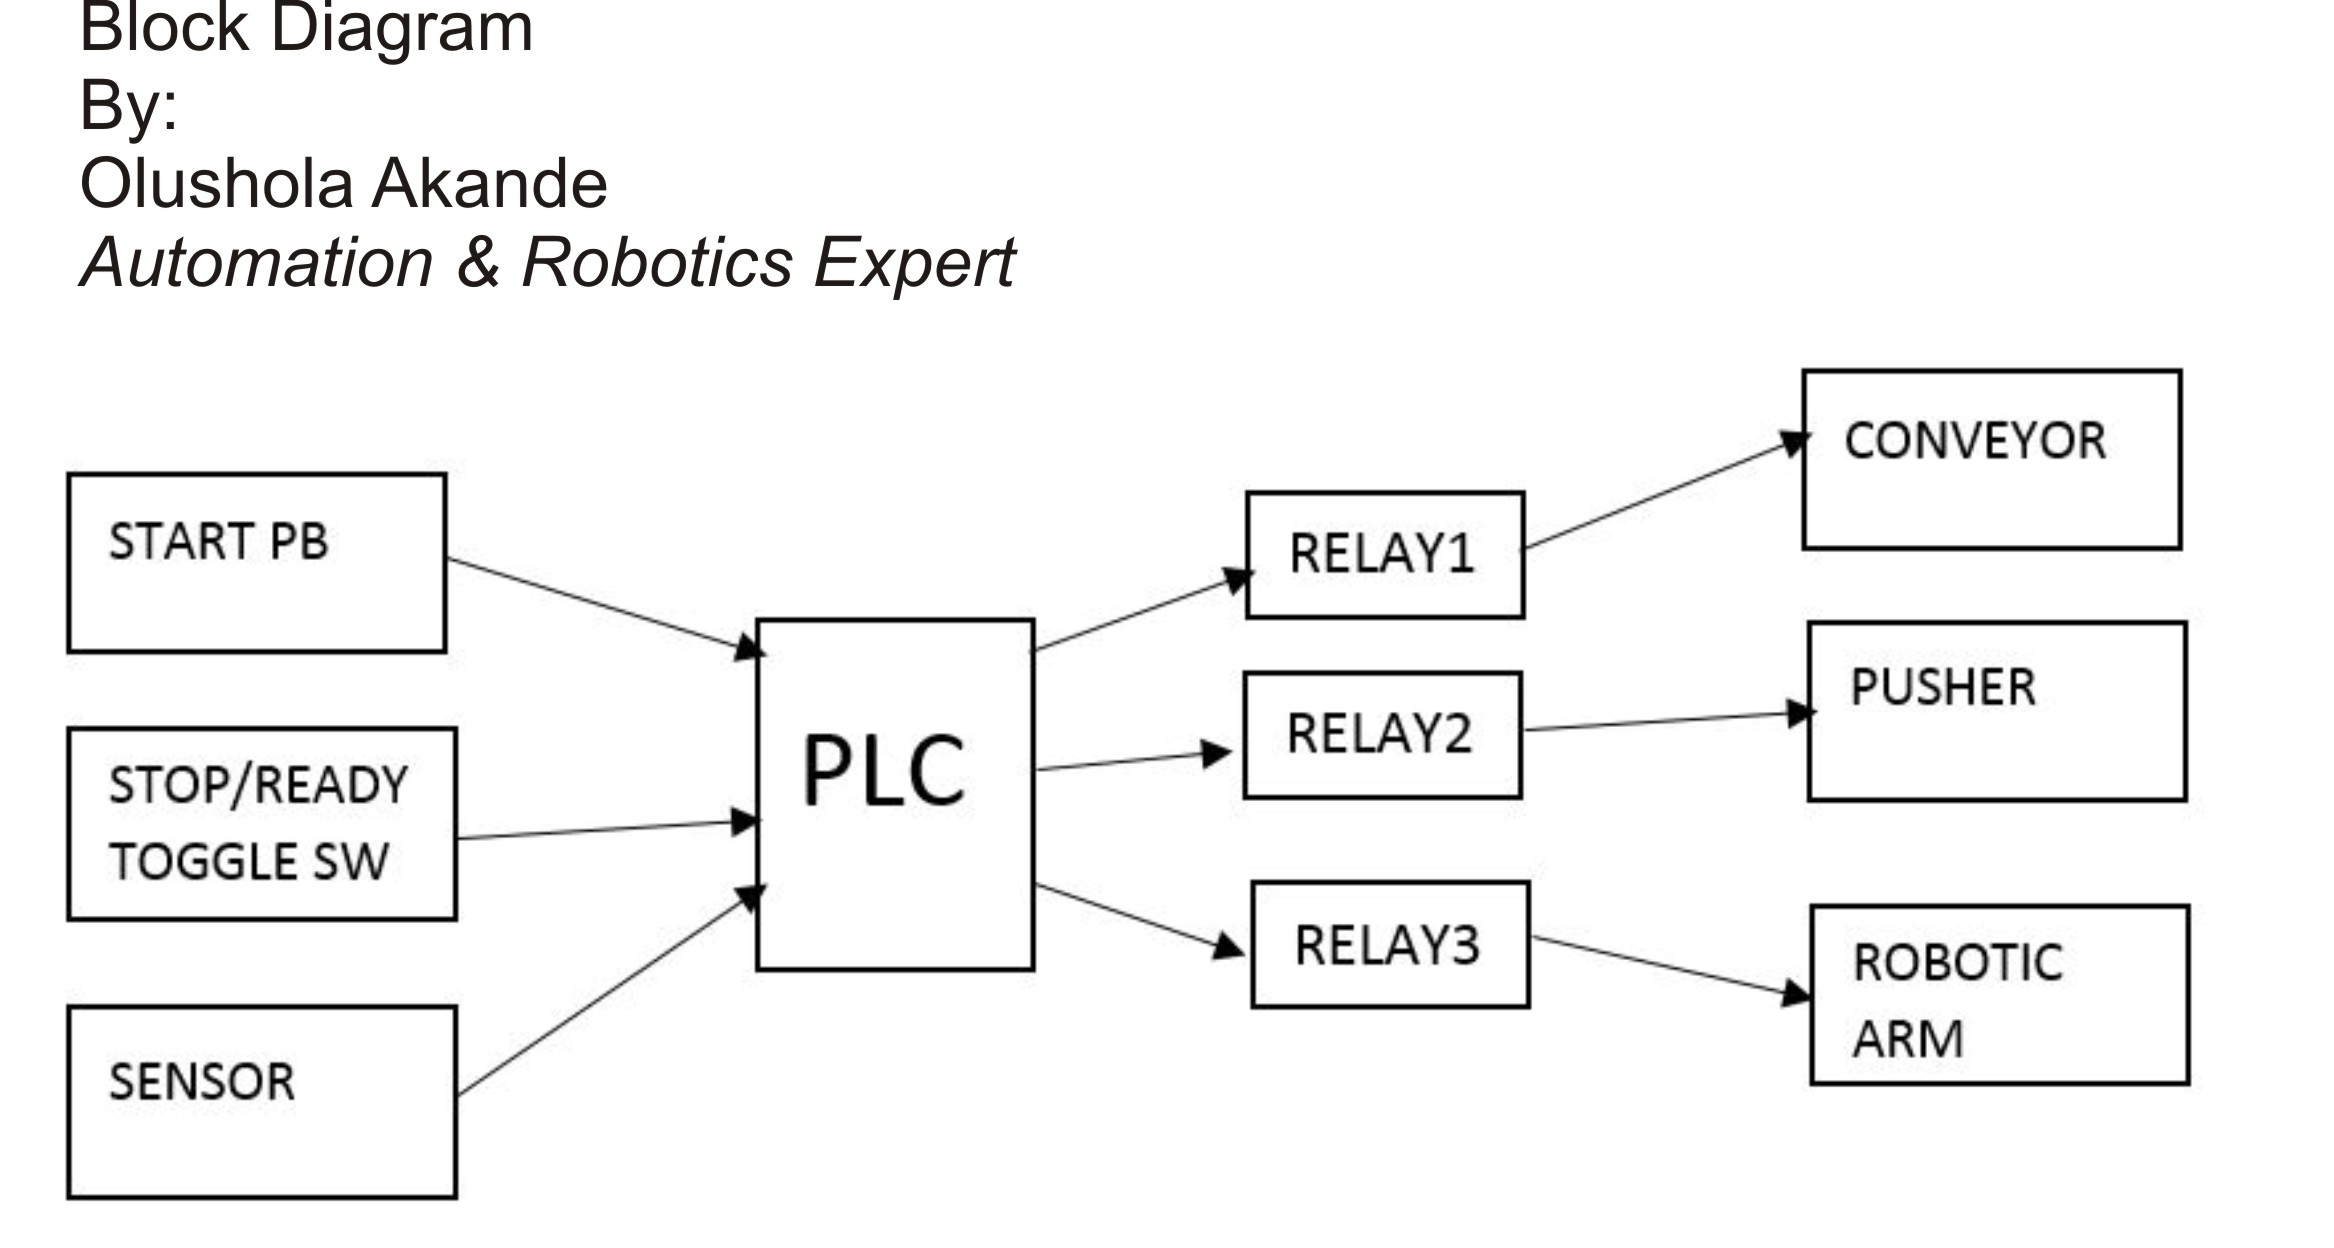 Block Diagram
By:
Olushola Akande
Automation & Robotics Expert
START PB
STOP/READY
TOGGLE SW
SENSOR
PLC
RELAY1
RELAY2
RELAY3
CONVEYOR
PUSHER
ROBOTIC
ARM